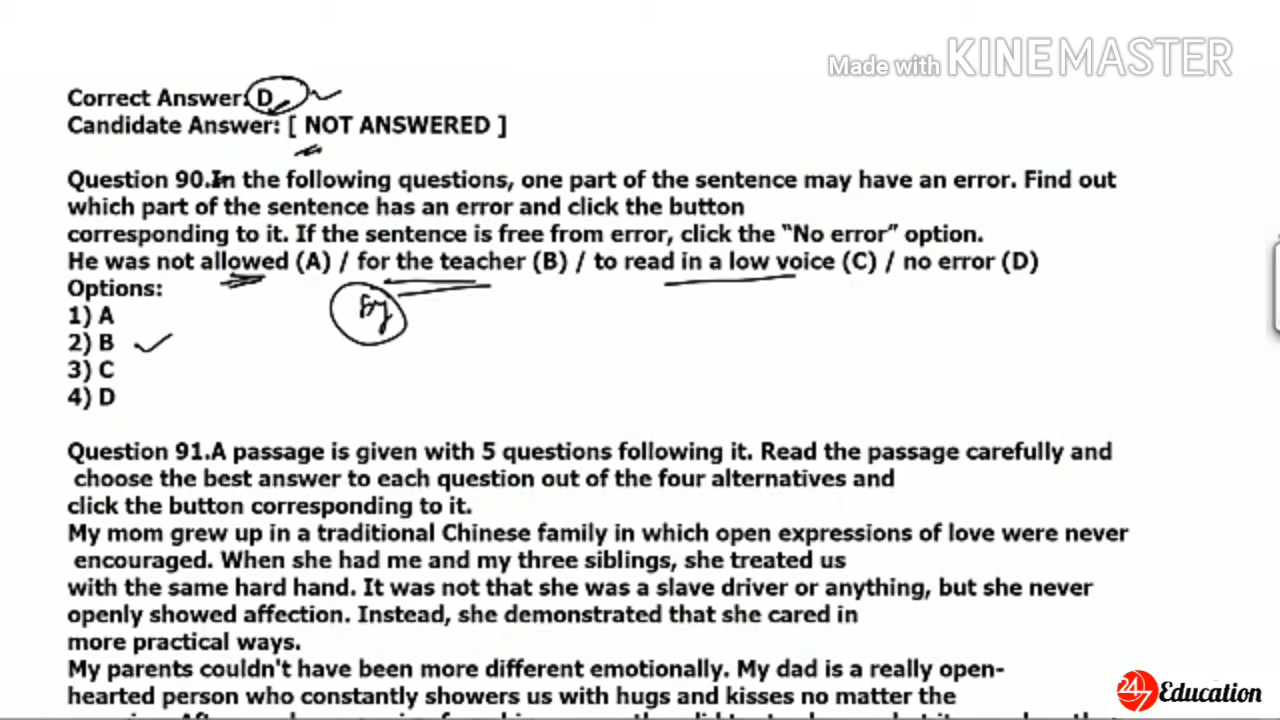 Made with KINEMASTER
Correct Answer: D
Candidate Answer: [ NOT ANSWERED ]
Question 90.In the following questions, one part of the sentence may have an error. Find out
which part of the sentence has an error and click the button
corresponding to it. If the sentence is free from error, click the “No error” option.
He was not allowed (A) / for the teacher (B) / to read in a low voice (C) / no error (D)
Options:
By
1) A
2) B
3) C
4) D
Question 91.A passage is given with 5 questions following it. Read the passage carefully and
choose the best answer to each question out of the four alternatives and
click the button corresponding to it.
My mom grew up in a traditional Chinese family in which open expressions of love were never
encouraged. When she had me and my three siblings, she treated us
with the same hard hand. It was not that she was a slave driver or anything, but she never
openly showed affection. Instead, she demonstrated that she cared in
more practical ways.
My parents couldn't have been more different emotionally. My dad is a really open-
hearted person who constantly showers us with hugs and kisses no matter the
24/7 Education